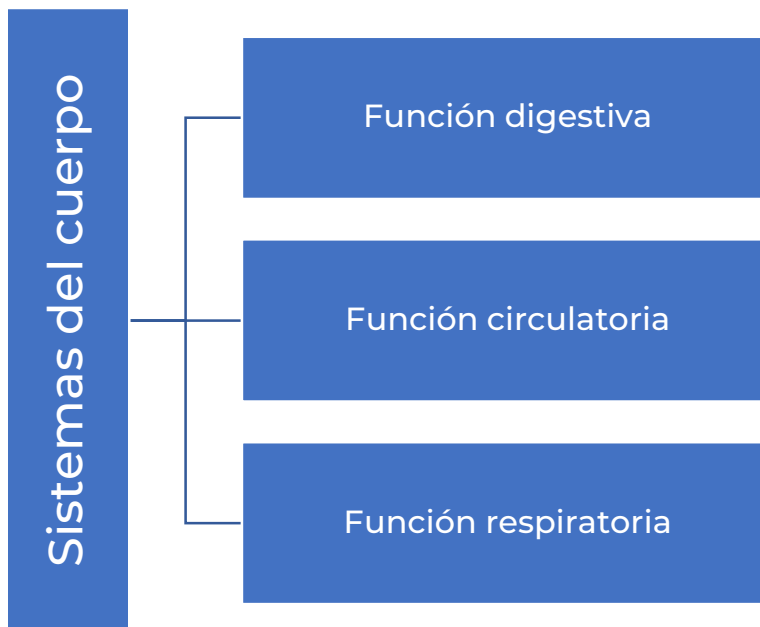 Sistemas del cuerpo
Función digestiva
Función circulatoria
Función respiratoria